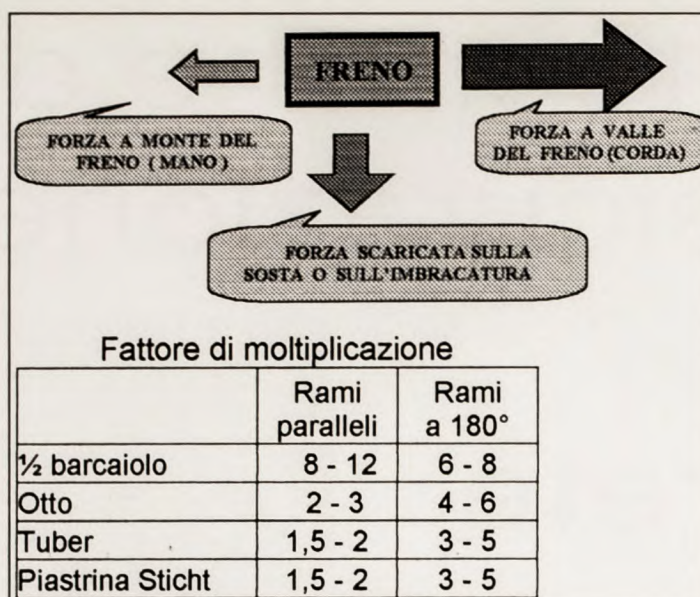 FRENO
FORZA A MONTE DEL
FRENO ( MANO )
FORZA A VALLE
DEL FRENO (CORDA)
FORZA SCARICATA SULLA
SOSTA O SULL'IMBRACATURA
Fattore di moltiplicazione
Rami paralleli Rami a 180°
½ barcaiolo 8 - 12 6 - 8
Otto 2 - 3 4 - 6
Tuber 1,5 - 2 3 - 5
Piastrina Sticht 1,5 - 2 3 - 5